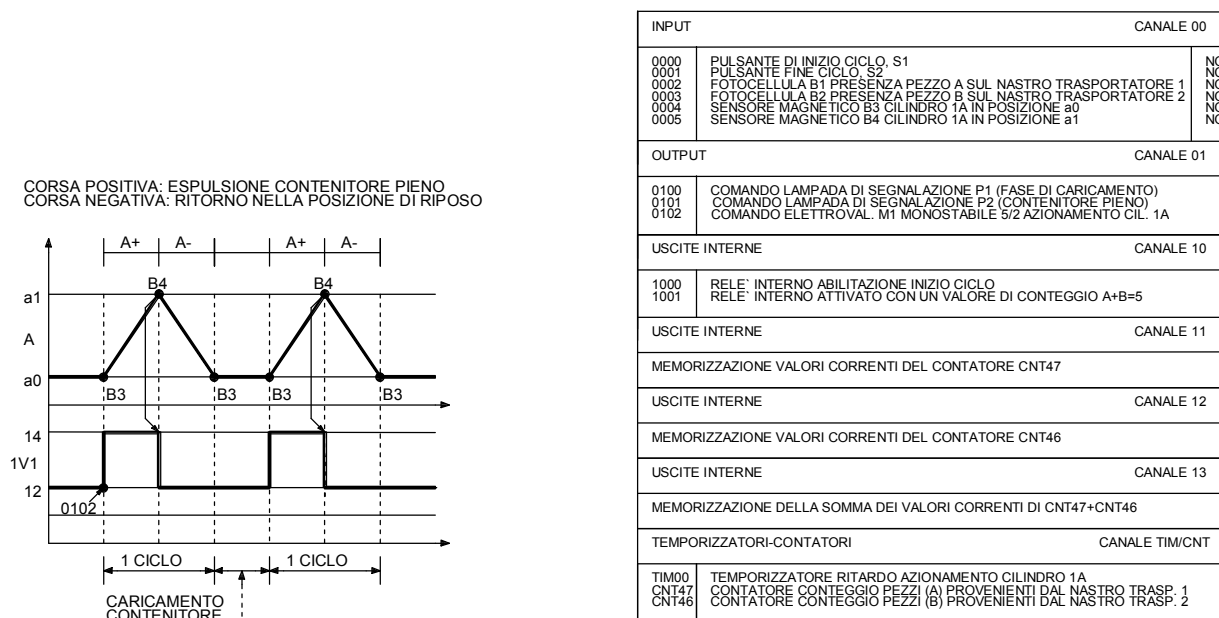 CORSA POSITIVA: ESPULSIONE CONTENITORE PIENO
CORSA NEGATIVA: RITORNO NELLA POSIZIONE DI RIPOSO
A+ A- A+ A-
B4 B4
a1
A
a0
B3 B3 B3 B3
14
1V1
12
0102
1 CICLO 1 CICLO
CARICAMENTO
CONTENITORE
INPUT CANALE 00
0000 PULSANTE DI INIZIO CICLO, S1 NO
0001 PULSANTE FINE CICLO, S2
0002 FOTOCELLULA B1 PRESENZA PEZZO A SUL NASTRO TRASPORTATORE 1
0003 FOTOCELLULA B2 PRESENZA PEZZO B SUL NASTRO TRASPORTATORE 2
0004 SENSORE MAGNETICO B3 CILINDRO 1A IN POSIZIONE a0
0005 SENSORE MAGNETICO B4 CILINDRO 1A IN POSIZIONE a1
OUTPUT CANALE 01
0100 COMANDO LAMPADA DI SEGNALAZIONE P1 (FASE DI CARICAMENTO)
0101 COMANDO LAMPADA DI SEGNALAZIONE P2 (CONTENITORE PIENO)
0102 COMANDO ELETTROVAL. M1 MONOSTABILE 5/2 AZIONAMENTO CIL. 1A
USCITE INTERNE CANALE 10
1000 RELE` INTERNO ABILITAZIONE INIZIO CICLO
1001 RELE` INTERNO ATTIVATO CON UN VALORE DI CONTEGGIO A+B=5
USCITE INTERNE CANALE 11
MEMORIZZAZIONE VALORI CORRENTI DEL CONTATORE CNT47
USCITE INTERNE CANALE 12
MEMORIZZAZIONE VALORI CORRENTI DEL CONTATORE CNT46
USCITE INTERNE CANALE 13
MEMORIZZAZIONE DELLA SOMMA DEI VALORI CORRENTI DI CNT47+CNT46
TEMPORIZZATORI-CONTATORI CANALE TIM/CNT
TIM00 TEMPORIZZATORE RITARDO AZIONAMENTO CILINDRO 1A
CNT47 CONTATORE CONTEGGIO PEZZI (A) PROVENIENTI DAL NASTRO TRASP. 1
CNT46 CONTATORE CONTEGGIO PEZZI (B) PROVENIENTI DAL NASTRO TRASP. 2